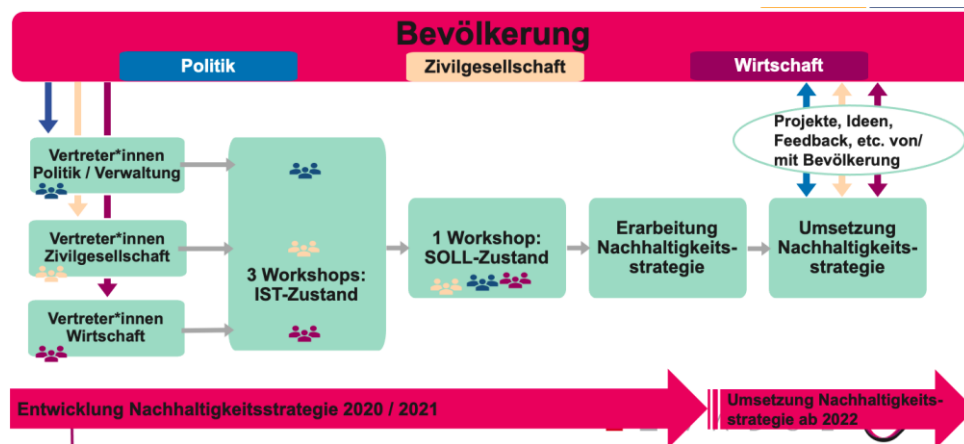 Bevölkerung
Politik
Zivilgesellschaft
Wirtschaft
Projekte, Ideen,
Feedback, etc. von/
mit Bevölkerung
Vertreter*innen
Politik / Verwaltung
Vertreter*innen
Zivilgesellschaft
Vertreter*innen
Wirtschaft
3 Workshops:
IST-Zustand
1 Workshop:
SOLL-Zustand
Erarbeitung
Nachhaltigkeits-
strategie
Umsetzung
Nachhaltigkeits-
strategie
Entwicklung Nachhaltigkeitsstrategie 2020 / 2021
Umsetzung Nachhaltigkeits-
strategie ab 2022